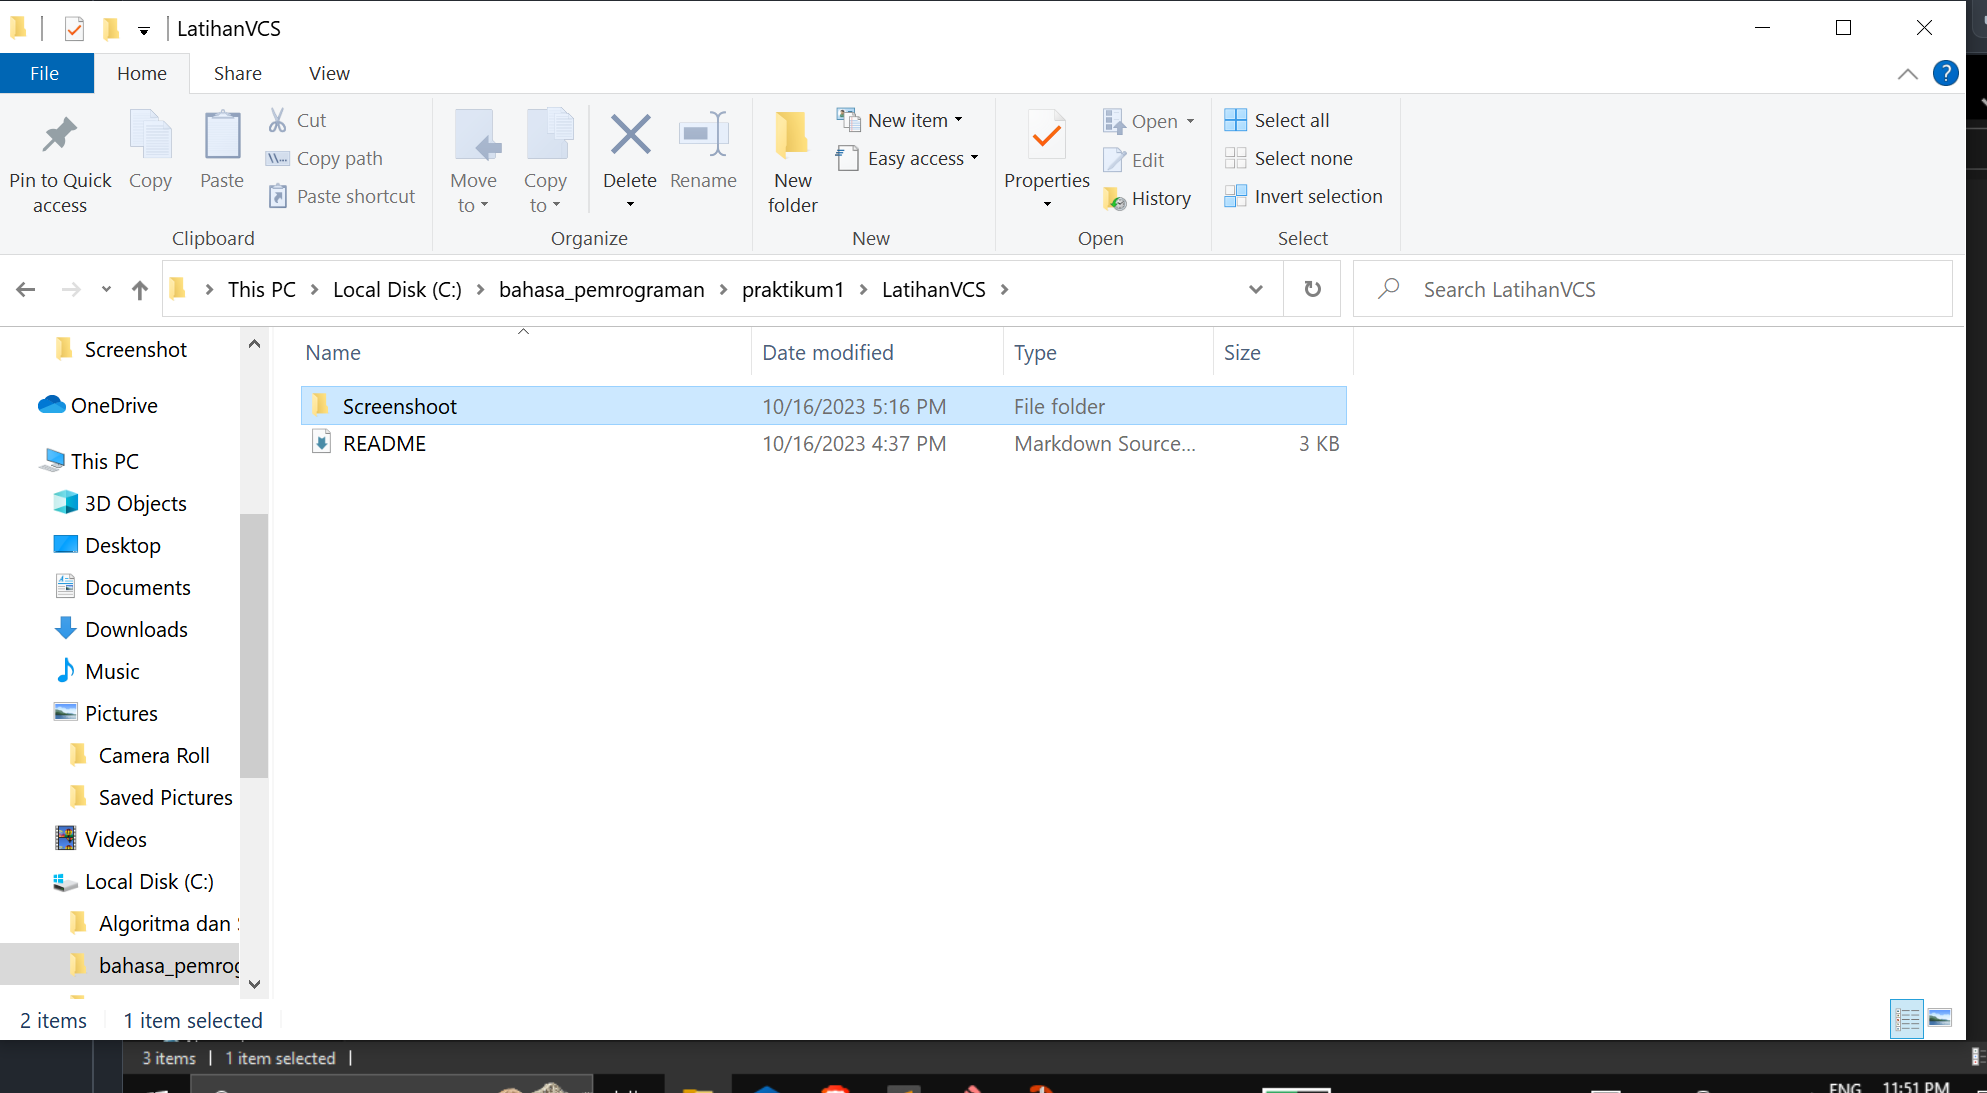 LatihanVCS
File Home Share View
?
Pin to Quick access
Copy
Paste
Cut
Copy path
Paste shortcut
Clipboard
Move to
Copy to
Delete
Rename
Organize
New folder
New item
Easy access
New
Properties
Open
Edit
History
Open
Select all
Select none
Invert selection
Select
This PC > Local Disk (C:) > bahasa_pemrograman > praktikum1 > LatihanVCS >
Search LatihanVCS
Screenshot
OneDrive
This PC
3D Objects
Desktop
Documents
Downloads
Music
Pictures
Camera Roll
Saved Pictures
Videos
Local Disk (C:)
Algoritma dan
bahasa_pemrog
Name Date modified Type Size
Screenshoot 10/16/2023 5:16 PM File folder
README 10/16/2023 4:37 PM Markdown Source... 3 KB
2 items 1 item selected
3 items | 1 item selected |
ENG 11:51 PM